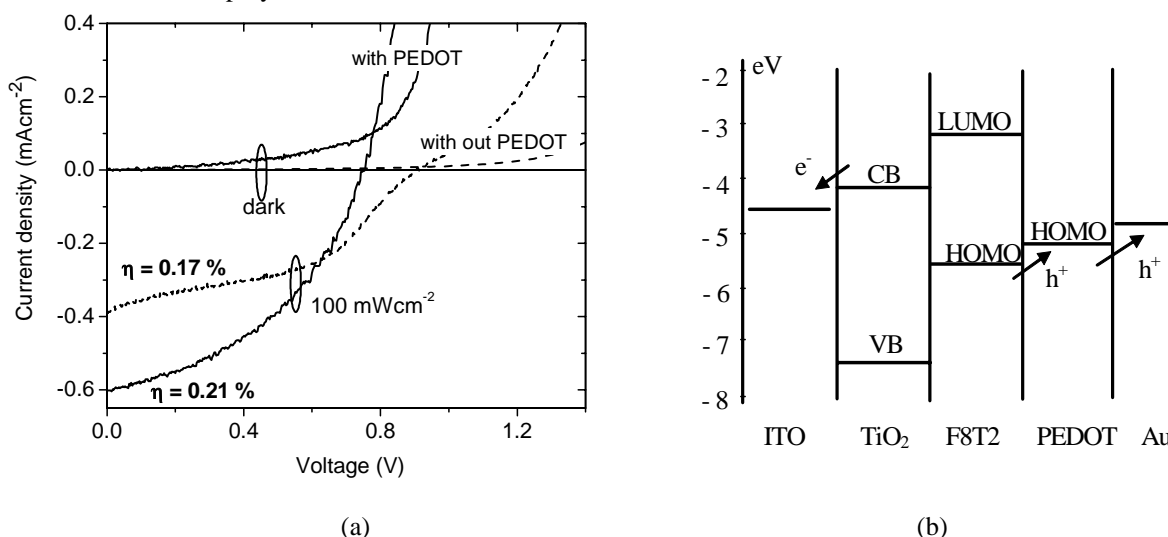 0.4
0.2
0.0
-0.2
-0.4
-0.6
Current density (mAcm⁻²)
with PEDOT
with out PEDOT
dark
η = 0.17 %
100 mWcm⁻²
η = 0.21 %
0.0 0.4 0.8 1.2
Voltage (V)
(a)
eV
- 2
- 3
- 4
- 5
- 6
- 7
- 8
LUMO
e⁻
CB
HOMO
HOMO
h⁺
h⁺
VB
ITO TiO₂ F8T2 PEDOT Au
(b)